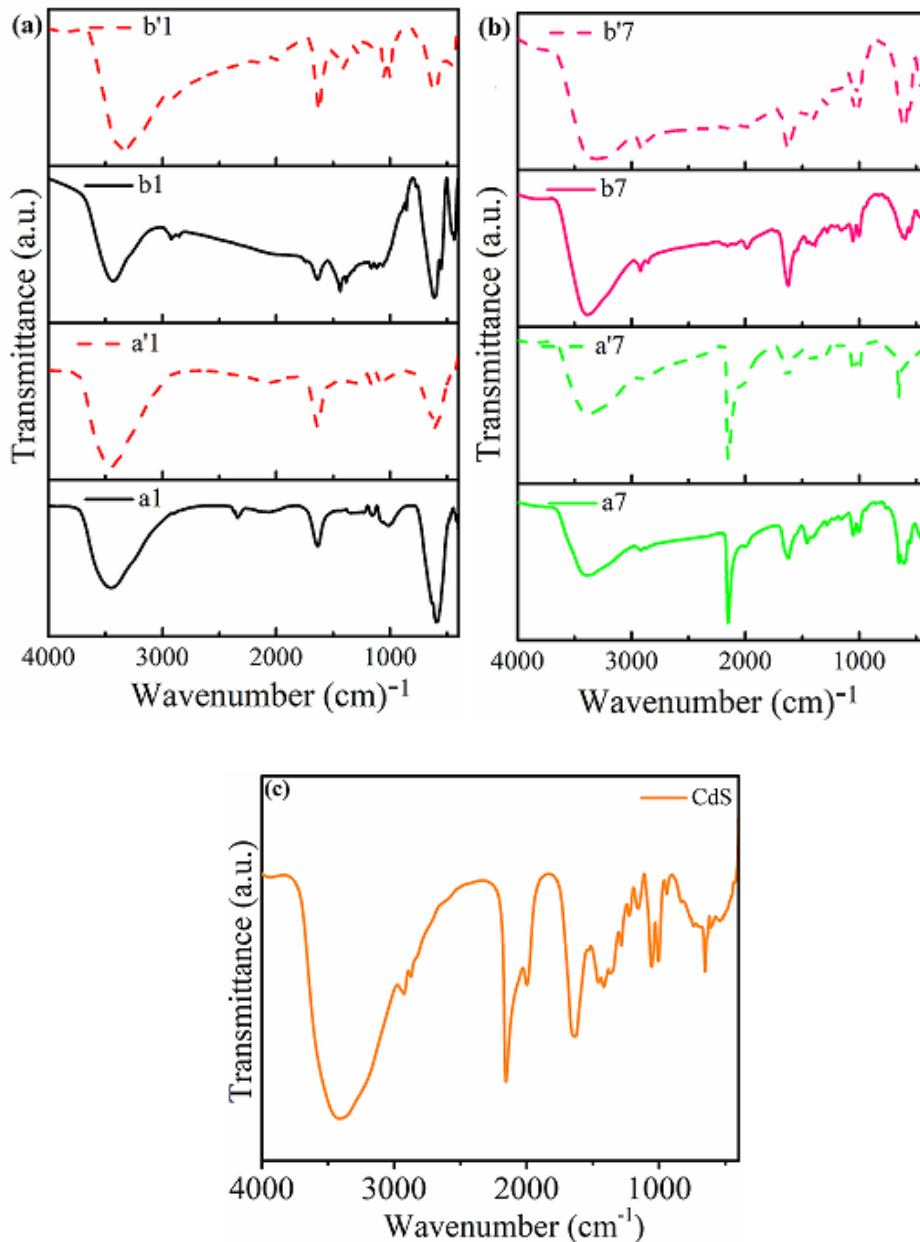 (a)
b'1
b1
a'1
a1
Transmittance (a.u.)
4000 3000 2000 1000
Wavenumber (cm)-1
(b)
b'7
b7
a'7
a7
Transmittance (a.u.)
4000 3000 2000 1000
Wavenumber (cm)-1
(c)
CdS
Transmittance (a.u.)
4000 3000 2000 1000
Wavenumber (cm-1)